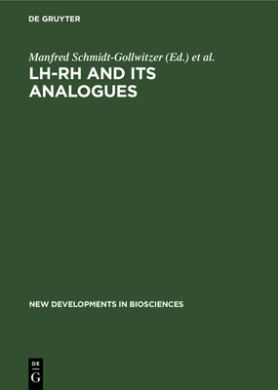 DE GRUYTER
Manfred Schmidt-Gollwitzer (Ed.) et al.
LH-RH AND ITS
ANALOGUES
NEW DEVELOPMENTS IN BIOSCIENCES
DE
G